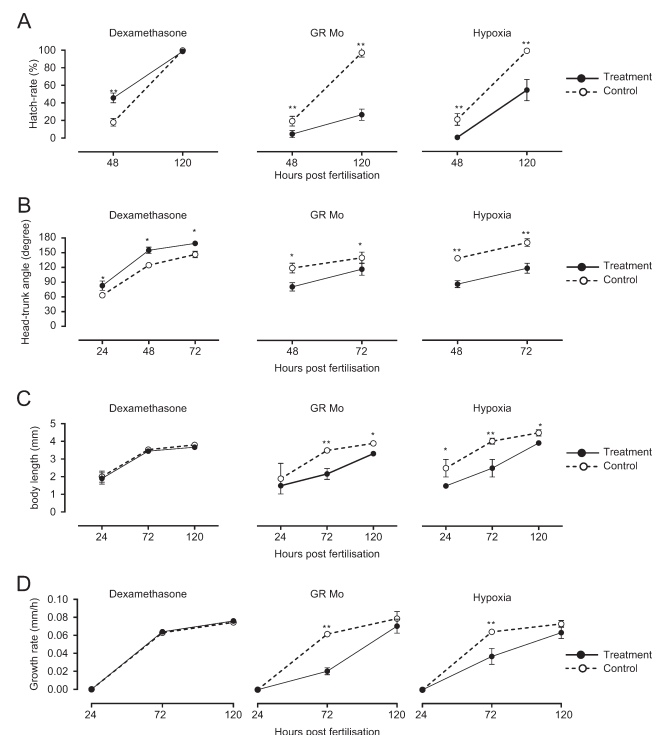 A
Dexamethasone GR Mo Hypoxia
Hatch-rate (%)
100
80
60
40
20
0
** ** ** ** **
Treatment
Control
48 120 48 120 48 120
Hours post fertilisation
B
Dexamethasone GR Mo Hypoxia
Head-trunk angle (degree)
180
150
120
90
60
30
0
* * * * * ** **
Treatment
Control
24 48 72 48 72 48 72
Hours post fertilisation
C
Dexamethasone GR Mo Hypoxia
body length (mm)
5
4
3
2
1
0
** * * ** *
Treatment
Control
24 72 120 24 72 120 24 72 120
Hours post fertilisation
D
Dexamethasone GR Mo Hypoxia
Growth rate (mm/h)
0.10
0.08
0.06
0.04
0.02
0.00
** **
Treatment
Control
24 72 120 24 72 120 24 72 120
Hours post fertilisation